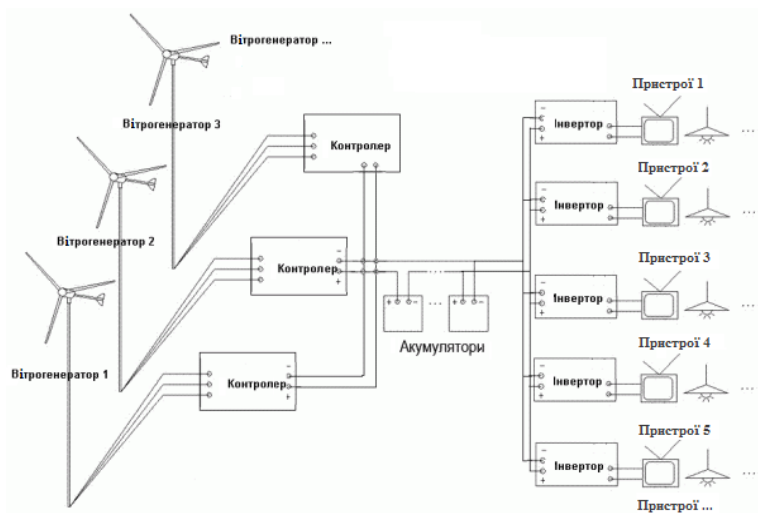 Вітрогенератор ...
Вітрогенератор 3
Вітрогенератор 2
Вітрогенератор 1
Контролер
Контролер
Контролер
Акумулятори
Інвертор
Пристрої 1
...
Інвертор
Пристрої 2
...
Інвертор
Пристрої 3
...
Інвертор
Пристрої 4
...
Інвертор
Пристрої 5
...
Пристрої ...